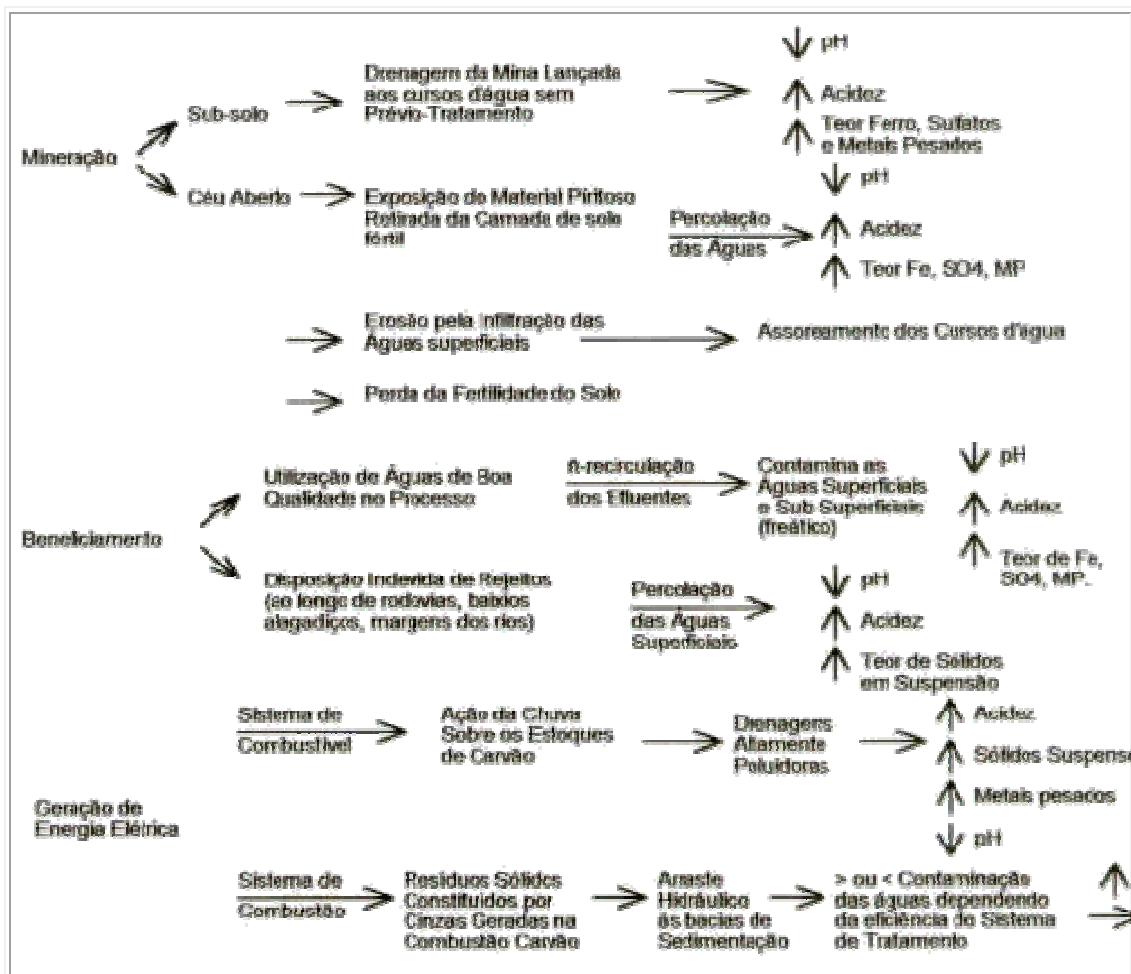 pH
Drenagem da Mina Lançada
aos cursos d'água sem
Prévio-Tratamento
Sub-solo
Acidez
Teor Ferro, Sulfatos
e Metais Pesados
Mineração
pH
Céu Aberto
Exposição do Material Piritoso
Retirada da Camada de solo
fértil
Percolação
das Águas
Acidez
Teor Fe, SO4, MP
Erosão pela Infiltração das
Águas superficiais
Assoreamento dos Cursos d'água
Perda da Fertilidade do Solo
Utilização de Águas de Boa
Qualidade no Processo
ñ-recirculação
dos Efluentes
Contamina as
Águas Superficiais
e Sub Superficiais
(freático)
pH
Acidez
Teor de Fe,
SO4, MP.
Beneficiamento
Disposição Indevida de Rejeitos
(ao longo de rodovias, baixios
alagadiços, margens dos rios)
Percolação
das Águas
Superficiais
pH
Acidez
Teor de Sólidos
em Suspensão
Sistema de
Combustível
Ação da Chuva
Sobre os Estoques
de Carvão
Drenagens
Altamente
Poluidoras
Acidez
Sólidos Suspenso
Metais pesados
pH
Geração de
Energia Elétrica
Sistema de
Combustão
Resíduos Sólidos
Constituídos por
Cinzas Geradas na
Combustão Carvão
Arraste
Hidráulico
às bacias de
Sedimentação
> ou < Contaminação
das águas dependendo
da eficiência do Sistema
de Tratamento